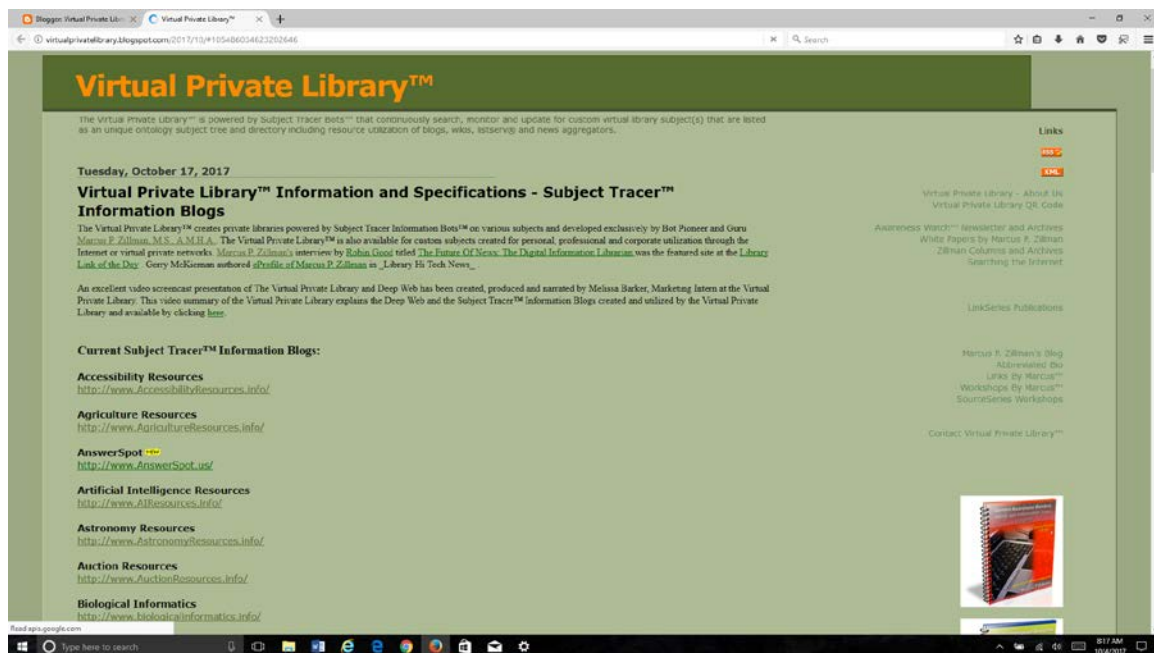 Blogger: Virtual Private Libr
Virtual Private Library™
virtualprivatelibrary.blogspot.com/2017/10/#105486034623202646
Search
Virtual Private Library™
The Virtual Private Library™ is powered by Subject Tracer Bots™ that continuously search, monitor and update for custom virtual library subject(s) that are listed
as an unique ontology subject tree and directory including resource utilization of blogs, wikis, listserv® and news aggregators.
Tuesday, October 17, 2017
Virtual Private Library™ Information and Specifications - Subject Tracer™
Information Blogs
The Virtual Private Library™ creates private libraries powered by Subject Tracer Information Bots™ on various subjects and developed exclusively by Bot Pioneer and Guru
Marcus P. Zillman, M.S., A.M.H.A.. The Virtual Private Library™ is also available for custom subjects created for personal, professional and corporate utilization through the
Internet or virtual private networks. Marcus P. Zillman's interview by Robin Good titled The Future Of News: The Digital Information Librarian was the featured site at the Library
Link of the Day. Gerry McKiernan authored eProfile of Marcus P. Zillman in _Library Hi Tech News_ .
An excellent video screencast presentation of The Virtual Private Library and Deep Web has been created, produced and narrated by Melissa Barker, Marketing Intern at the Virtual
Private Library. This video summary of the Virtual Private Library explains the Deep Web and the Subject Tracer™ Information Blogs created and utilized by the Virtual Private
Library and available by clicking here.
Current Subject Tracer™ Information Blogs:
Accessibility Resources
http://www.AccessibilityResources.info/
Agriculture Resources
http://www.AgricultureResources.info/
AnswerSpot NEW
http://www.AnswerSpot.us/
Artificial Intelligence Resources
http://www.AIResources.info/
Astronomy Resources
http://www.AstronomyResources.info/
Auction Resources
http://www.AuctionResources.info/
Biological Informatics
http://www.biologicalinformatics.info/
Links
RSS
XML
Virtual Private Library - About Us
Virtual Private Library QR Code
Awareness Watch™ Newsletter and Archives
White Papers by Marcus P. Zillman
Zillman Columns and Archives
Searching the Internet
LinkSeries Publications
Marcus P. Zillman's Blog
Abbreviated Bio
Links By Marcus™
Workshops By Marcus™
SourceSeries Workshops
Contact Virtual Private Library™
Read apis.google.com
Type here to search
8:17 AM
10/4/2017